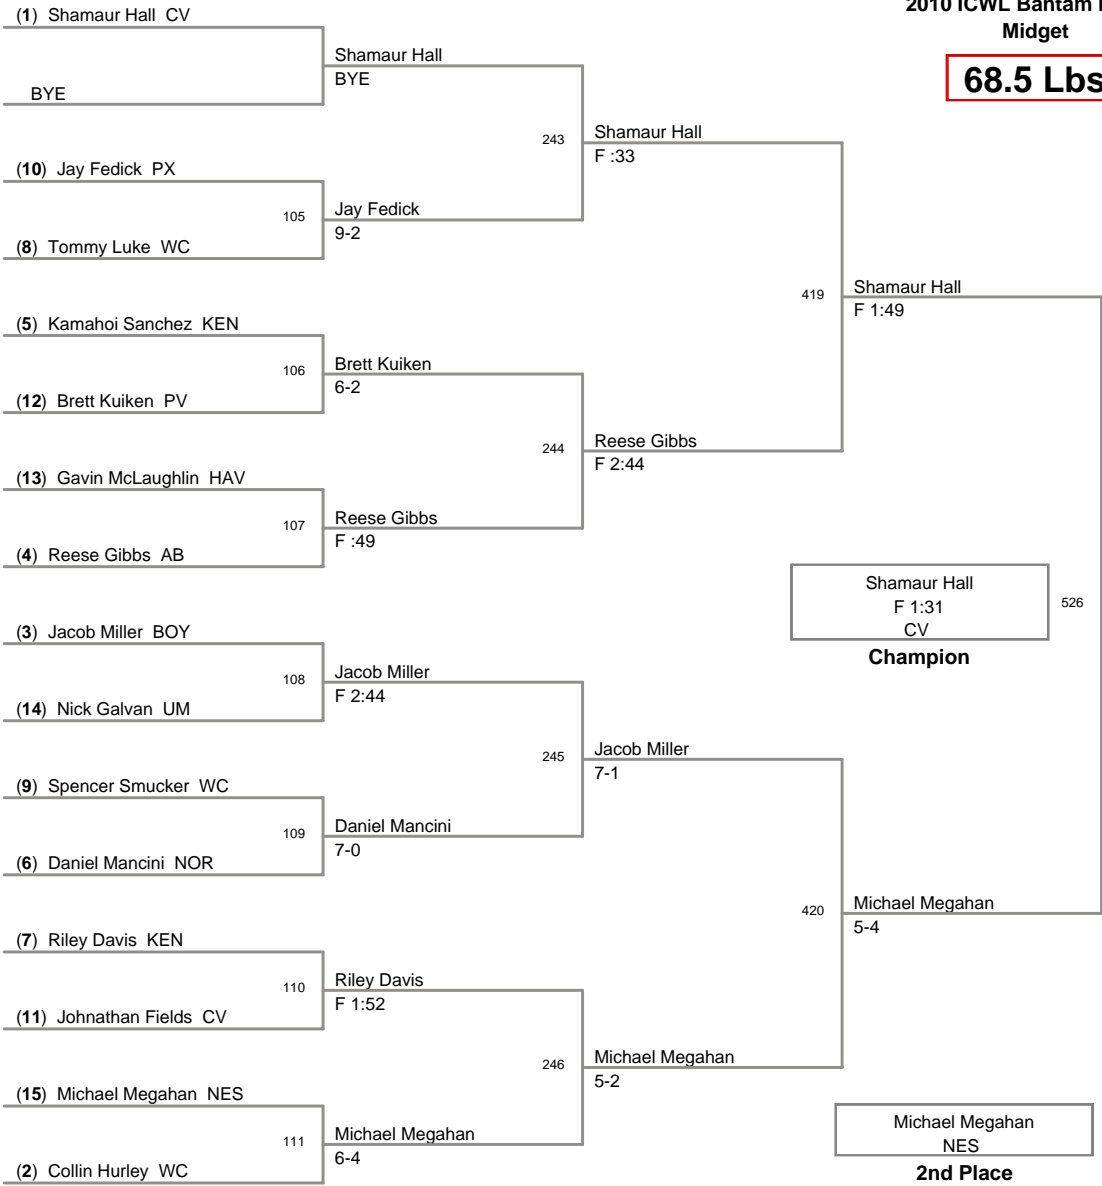 2010 ICWL Bantam
Midget
68.5 Lbs
(1) Shamaur Hall CV
BYE
Shamaur Hall
BYE
(10) Jay Fedick PX
(8) Tommy Luke WC
105
Jay Fedick
9-2
243
Shamaur Hall
F :33
(5) Kamahoi Sanchez KEN
(12) Brett Kuiken PV
106
Brett Kuiken
6-2
(13) Gavin McLaughlin HAV
(4) Reese Gibbs AB
107
Reese Gibbs
F :49
244
Reese Gibbs
F 2:44
419
Shamaur Hall
F 1:49
(3) Jacob Miller BOY
(14) Nick Galvan UM
108
Jacob Miller
F 2:44
(9) Spencer Smucker WC
(6) Daniel Mancini NOR
109
Daniel Mancini
7-0
245
Jacob Miller
7-1
(7) Riley Davis KEN
(11) Johnathan Fields CV
110
Riley Davis
F 1:52
(15) Michael Megahan NES
(2) Collin Hurley WC
111
Michael Megahan
6-4
246
Michael Megahan
5-2
420
Michael Megahan
5-4
526
Shamaur Hall
F 1:31
CV
Champion
Michael Megahan
NES
2nd Place